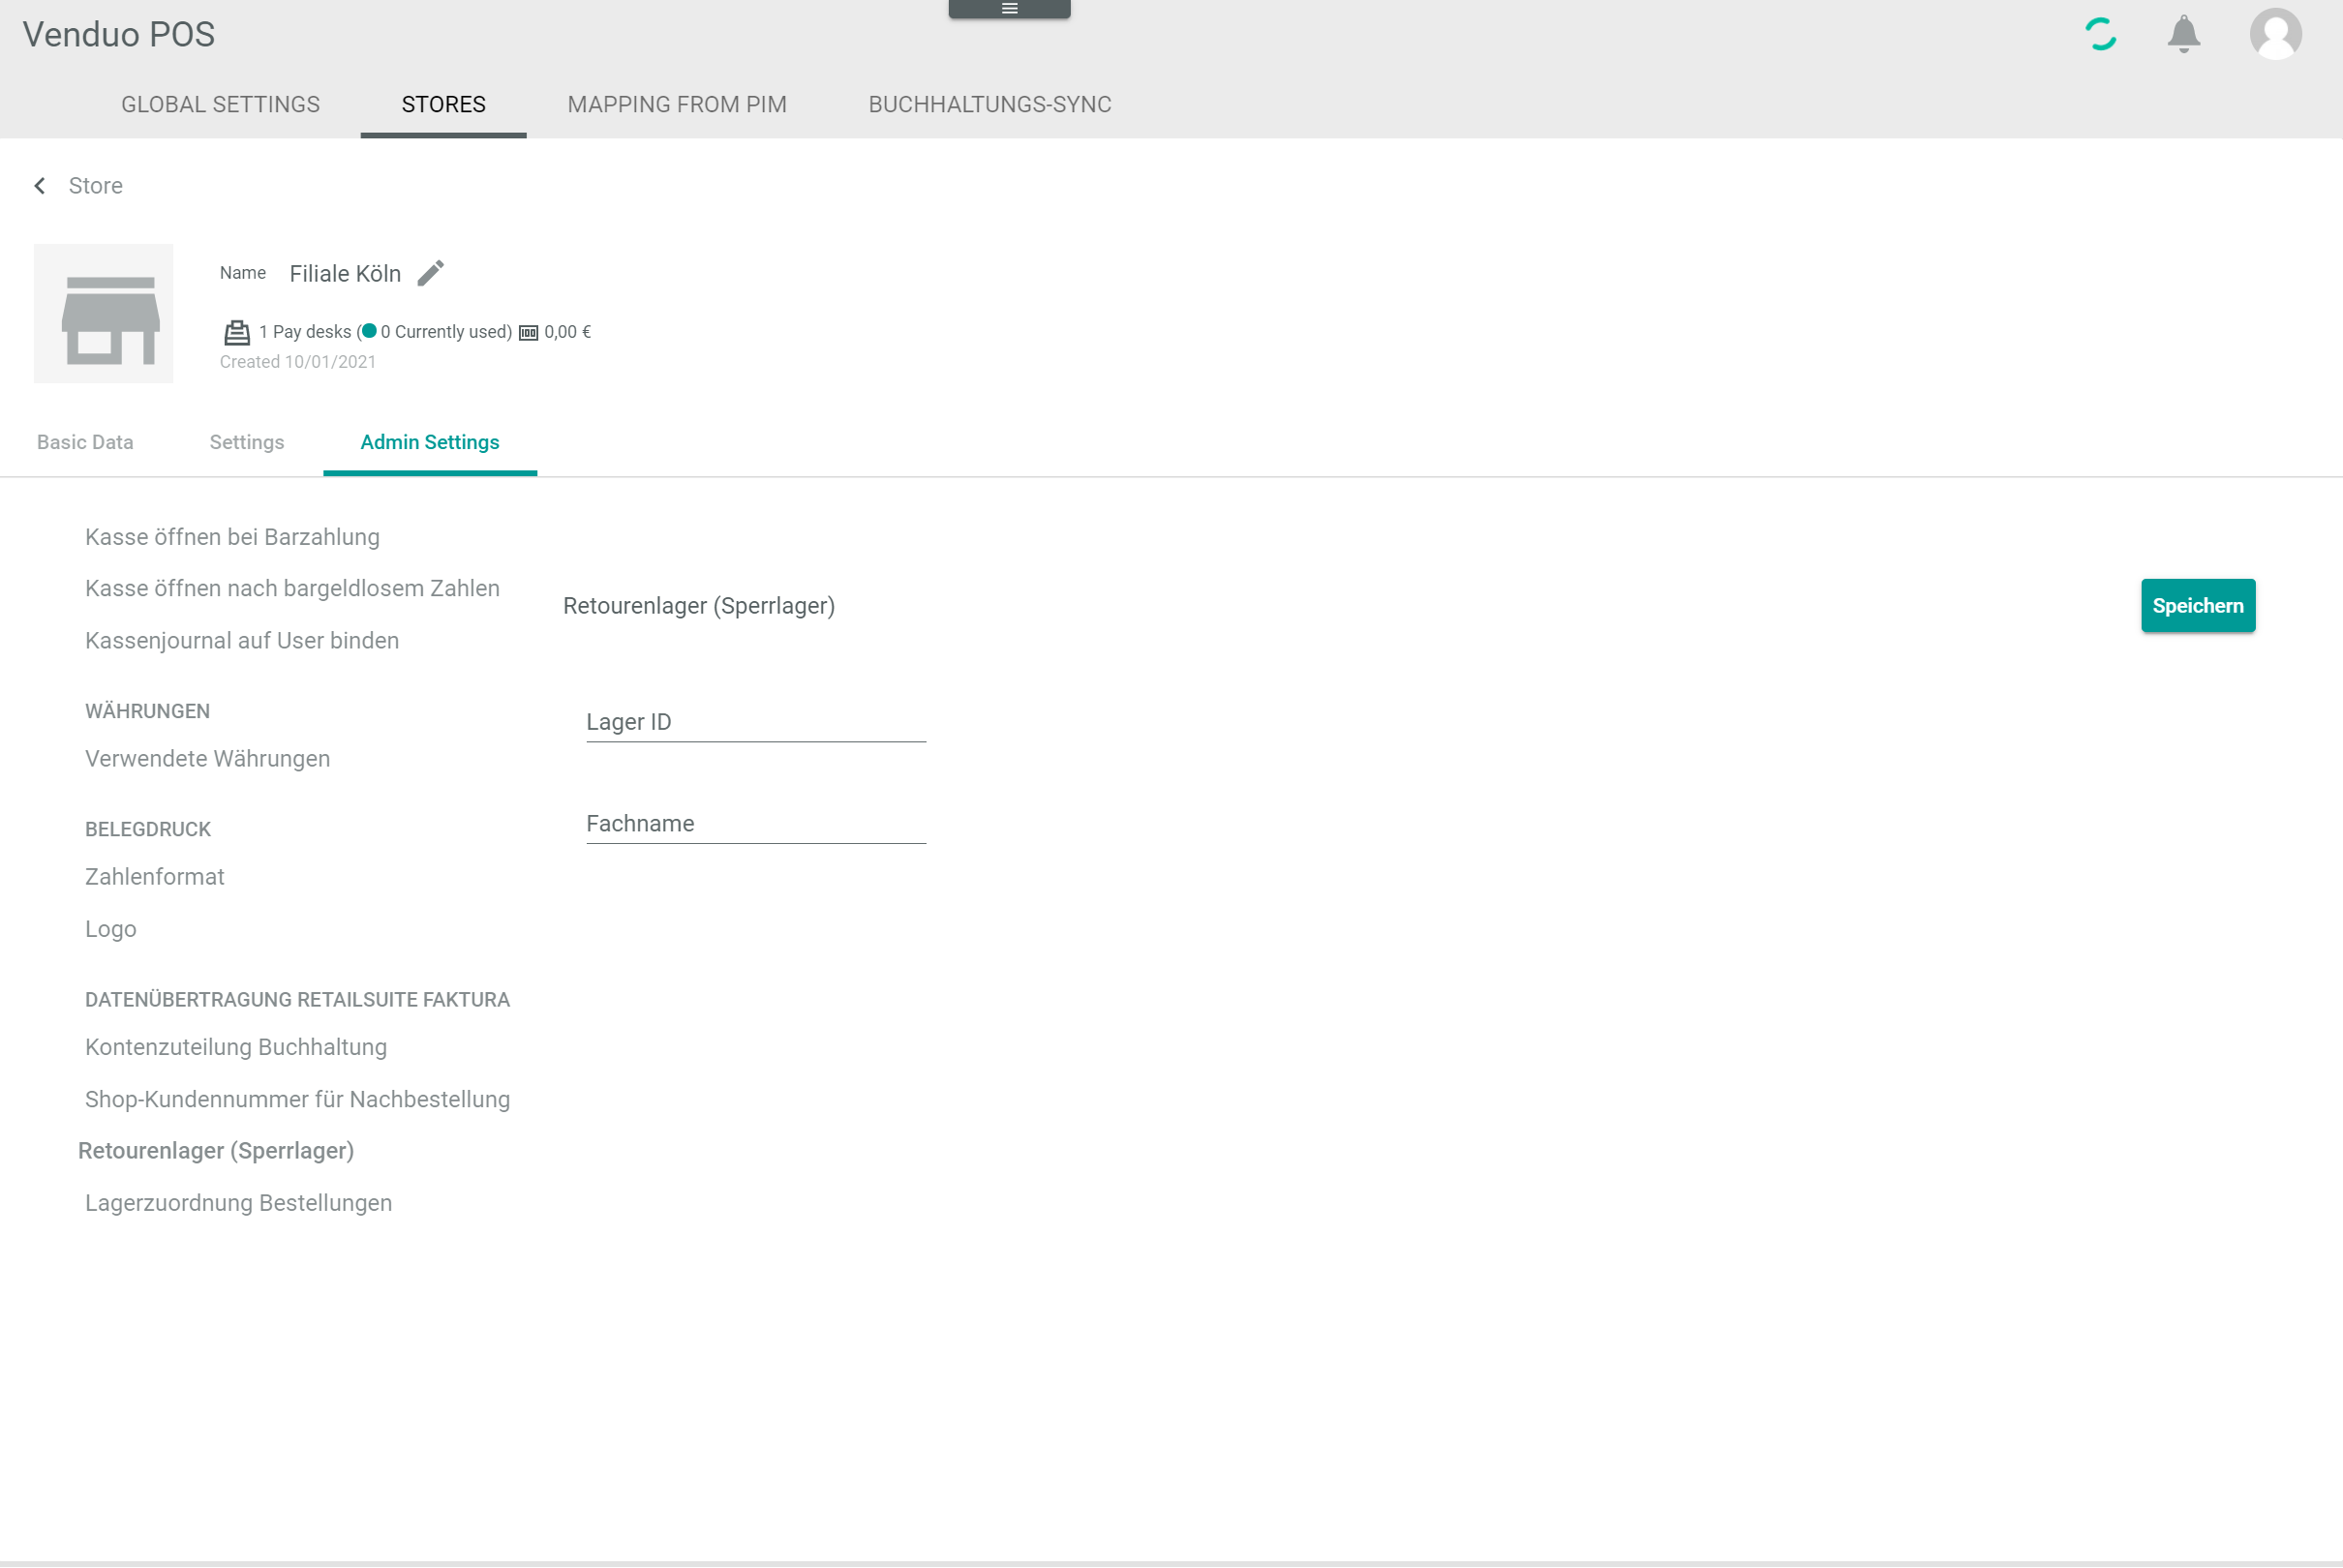 Venduo POS
GLOBAL SETTINGS
STORES
MAPPING FROM PIM
BUCHHALTUNGS-SYNC
Store
Name Filiale Köln
1 Pay desks (0 Currently used) 0,00 €
Created 10/01/2021
Basic Data
Settings
Admin Settings
Kasse öffnen bei Barzahlung
Kasse öffnen nach bargeldlosem Zahlen
Kassenjournal auf User binden
WÄHRUNGEN
Verwendete Währungen
BELEGDRUCK
Zahlenformat
Logo
DATENÜBERTRAGUNG RETAILSUITE FAKTURA
Kontenzuteilung Buchhaltung
Shop-Kundennummer für Nachbestellung
Retourenlager (Sperrlager)
Lagerzuordnung Bestellungen
Retourenlager (Sperrlager)
Speichern
Lager ID
Fachname